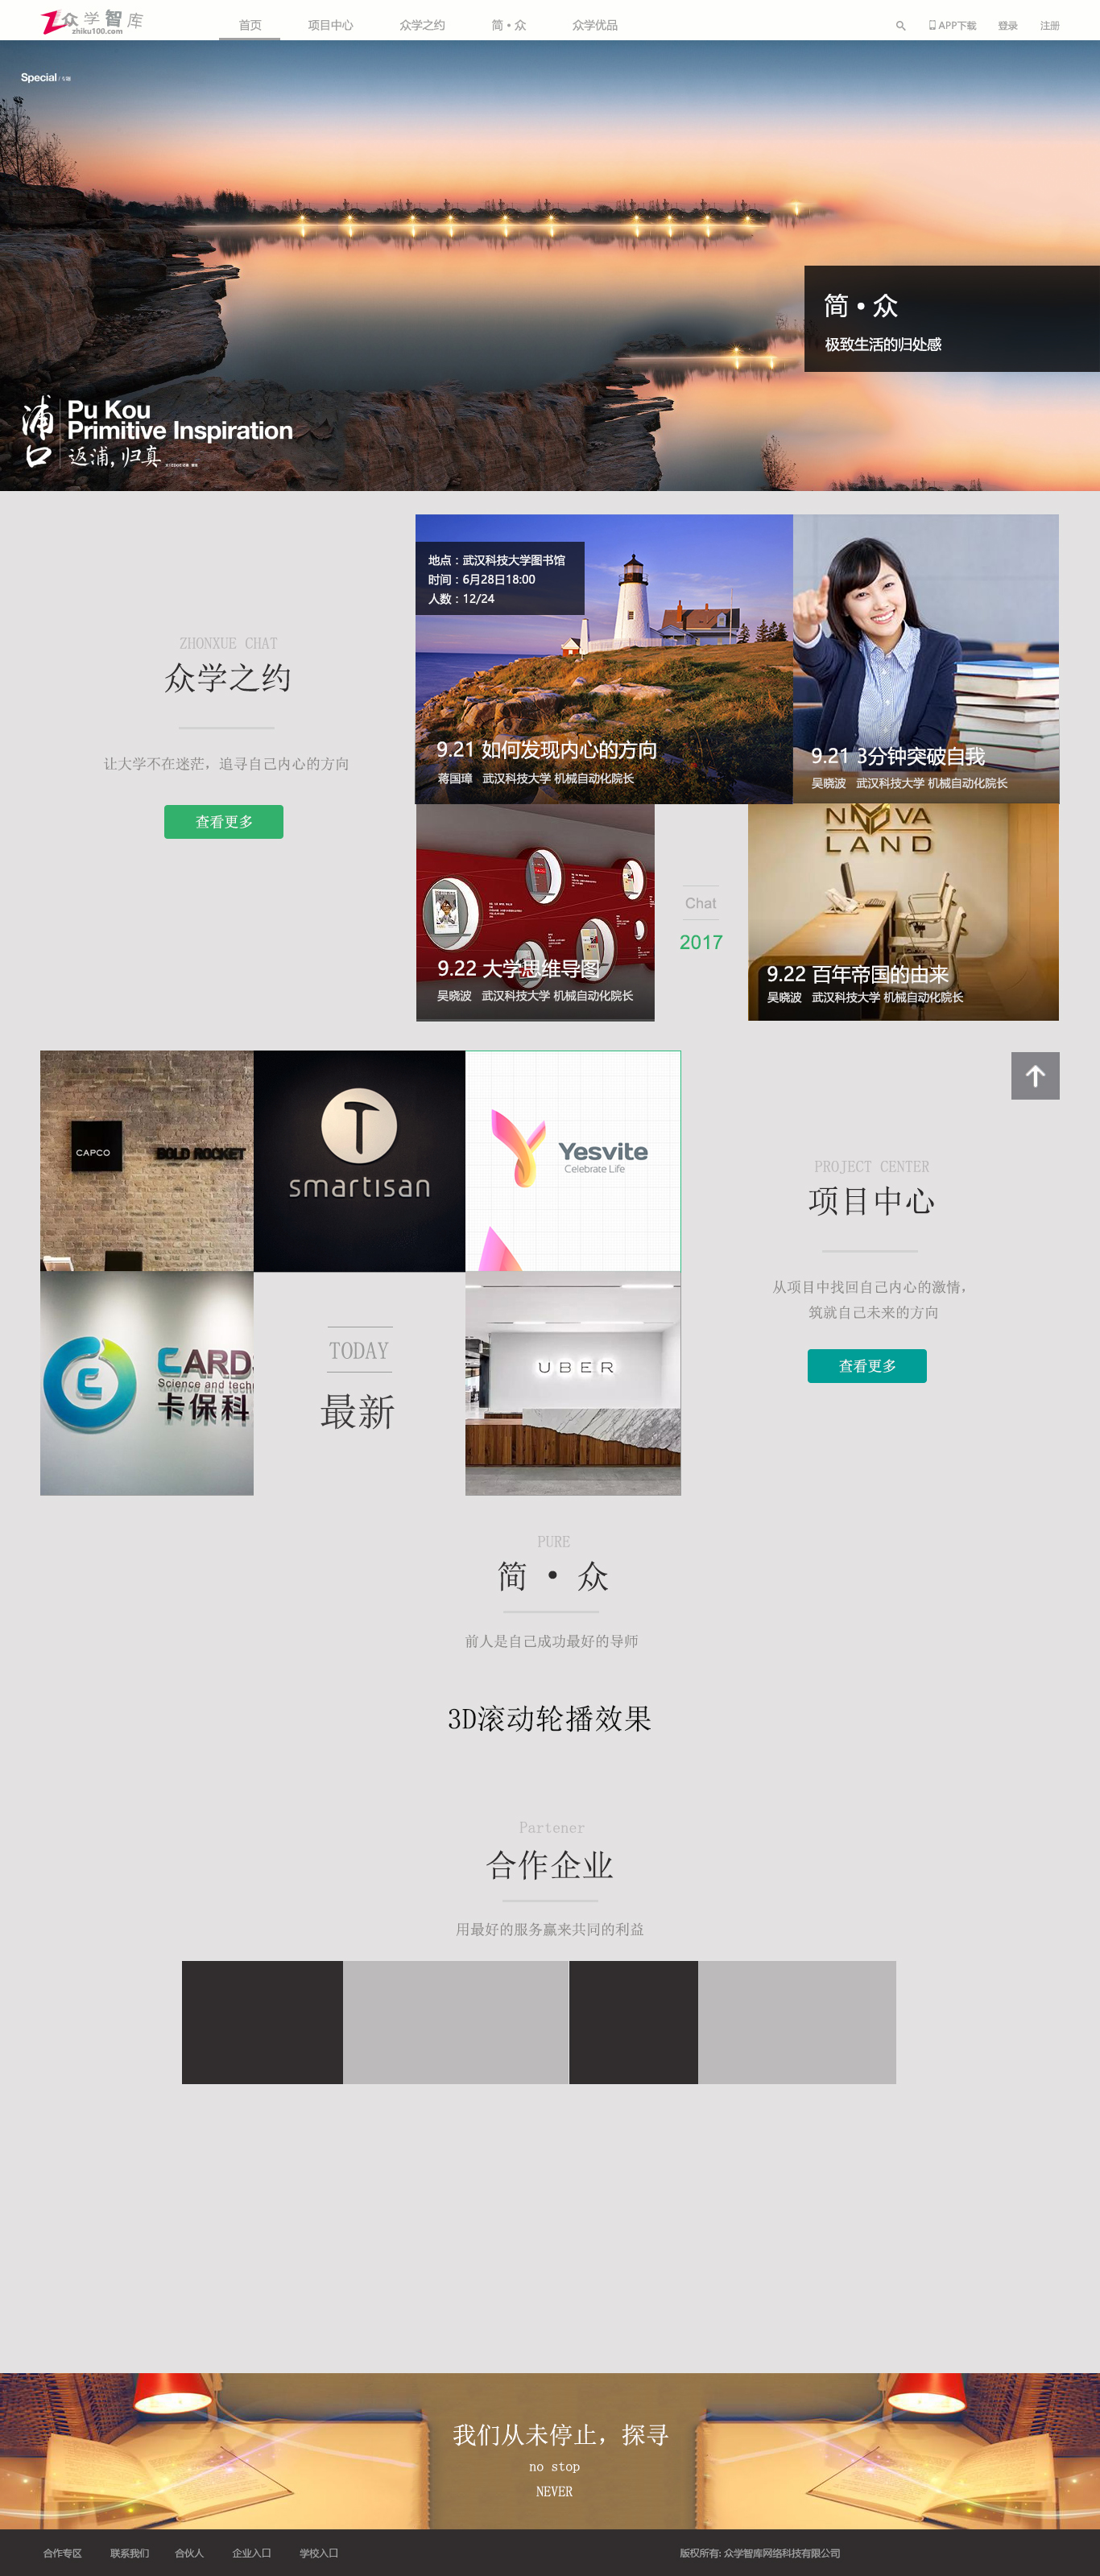 众学智库
zhiku100.com
首页
项目中心
众学之约
简·众
众学优品
APP下载
登录
注册
Special
简·众
极致生活的归处感
浦口
Pu Kou
Primitive Inspiration
返浦,归真
地点：武汉科技大学图书馆
时间：6月28日18:00
人数：12/24
9.21 如何发现内心的方向
蒋国璋 武汉科技大学 机械自动化院长
9.21 3分钟突破自我
吴晓波 武汉科技大学 机械自动化院长
ZHONXUE CHAT
众学之约
让大学不在迷茫，追寻自己内心的方向
查看更多
9.22 大学思维导图
吴晓波 武汉科技大学 机械自动化院长
Chat
2017
NOVA
LAND
9.22 百年帝国的由来
吴晓波 武汉科技大学 机械自动化院长
CAPCO
BOLD ROCKET
smartisan
Yesvite
Celebrate Life
CARDS
Science and techn
卡保科
TODAY
最新
UBER
PROJECT CENTER
项目中心
从项目中找回自己内心的激情，
筑就自己未来的方向
查看更多
PURE
简 · 众
前人是自己成功最好的导师
3D滚动轮播效果
Partener
合作企业
用最好的服务赢来共同的利益
我们从未停止，探寻
no stop
NEVER
合作专区
联系我们
合伙人
企业入口
学校入口
版权所有: 众学智库网络科技有限公司